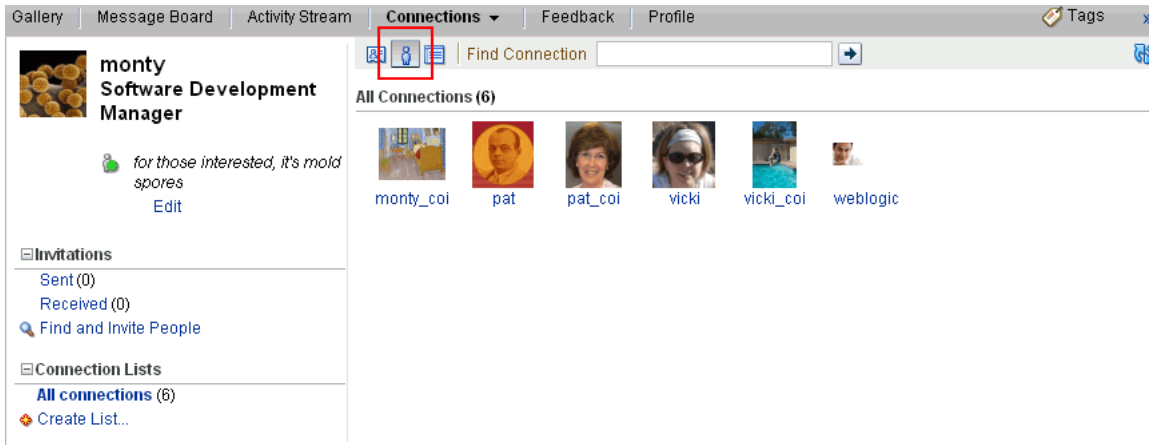 Gallery Message Board Activity Stream Connections Feedback Profile Tags »
monty
Software Development
Manager
for those interested, it's mold
spores
Edit
Invitations
Sent (0)
Received (0)
Find and Invite People
Connection Lists
All connections (6)
Create List...
Find Connection
All Connections (6)
monty_coi pat pat_coi vicki vicki_coi weblogic